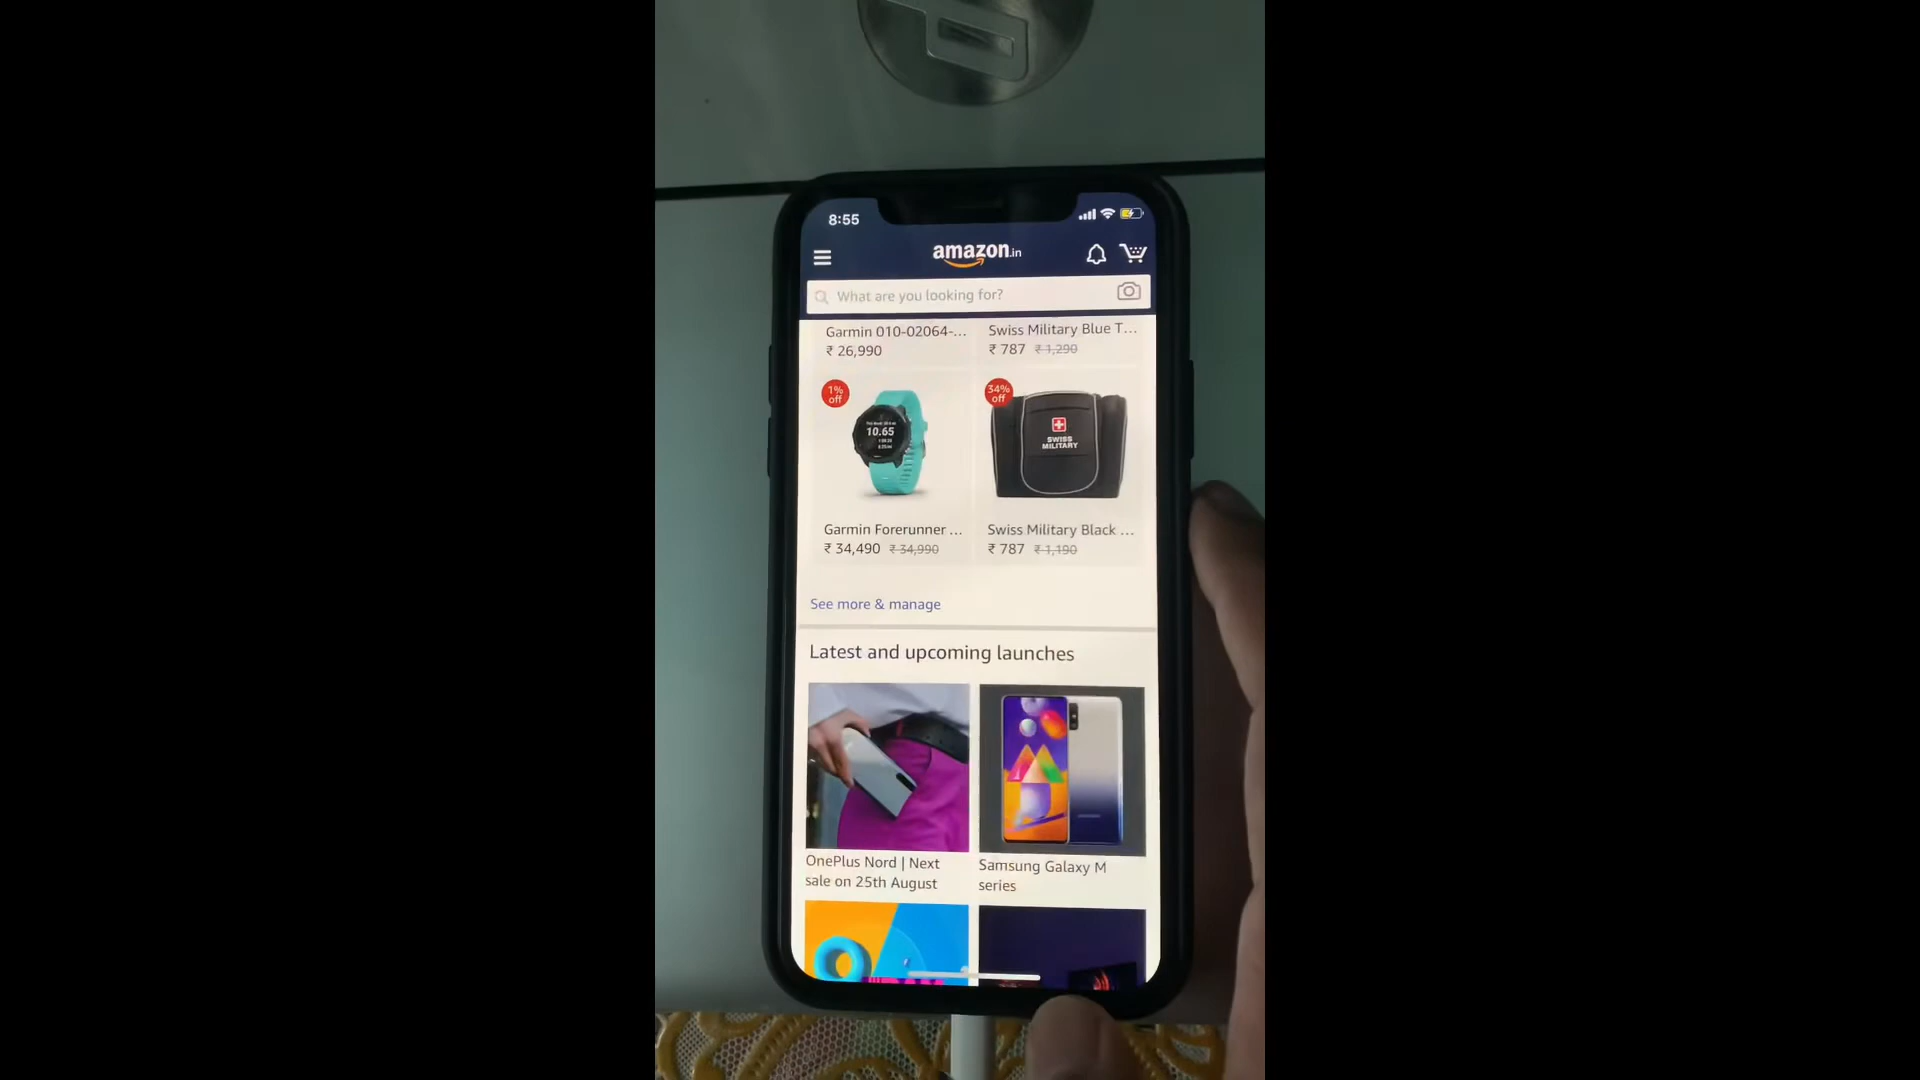 8:55
amazon.in
What are you looking for?
Garmin 010-02064-...
₹ 26,990
Swiss Military Blue T...
₹ 787 ₹ 1,290
1%
off
10.65
34%
off
SWISS
MILITARY
Garmin Forerunner ...
₹ 34,490 ₹ 34,990
Swiss Military Black ...
₹ 787 ₹ 1,190
See more & manage
Latest and upcoming launches
OnePlus Nord | Next
sale on 25th August
Samsung Galaxy M
series